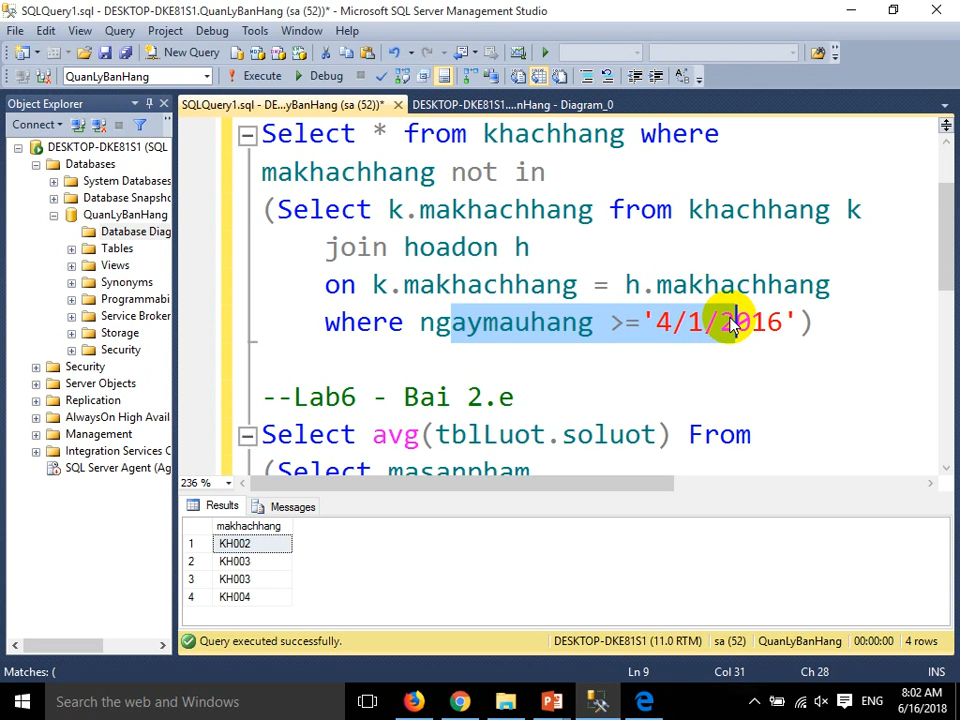 SQLQuery1.sql - DESKTOP-DKE81S1.QuanLyBanHang (sa (52))* - Microsoft SQL Server Management Studio
File Edit View Query Project Debug Tools Window Help
New Query
QuanLyBanHang Execute Debug
Object Explorer
SQLQuery1.sql - DE...yBanHang (sa (52))*
DESKTOP-DKE81S1....nHang - Diagram_0
Connect
DESKTOP-DKE81S1 (SQL
Databases
System Databases
Database Snapsho
QuanLyBanHang
Database Diag
Tables
Views
Synonyms
Programmabi
Service Broker
Storage
Security
Security
Server Objects
Replication
AlwaysOn High Avail
Management
Integration Services C
SQL Server Agent (Ag
Select * from khachhang where
makhachhang not in
(Select k.makhachhang from khachhang k
join hoadon h
on k.makhachhang = h.makhachhang
where ngaymauhang >='4/1/2016')
--Lab6 - Bai 2.e
Select avg(tblLuot.soluot) From
(Select masanpham
236 %
Results Messages
makhachhang
1 KH002
2 KH003
3 KH003
4 KH004
Query executed successfully. DESKTOP-DKE81S1 (11.0 RTM) sa (52) QuanLyBanHang 00:00:00 4 rows
Matches: ( Ln 9 Col 31 Ch 28 INS
Search the web and Windows
ENG
8:02 AM
6/16/2018